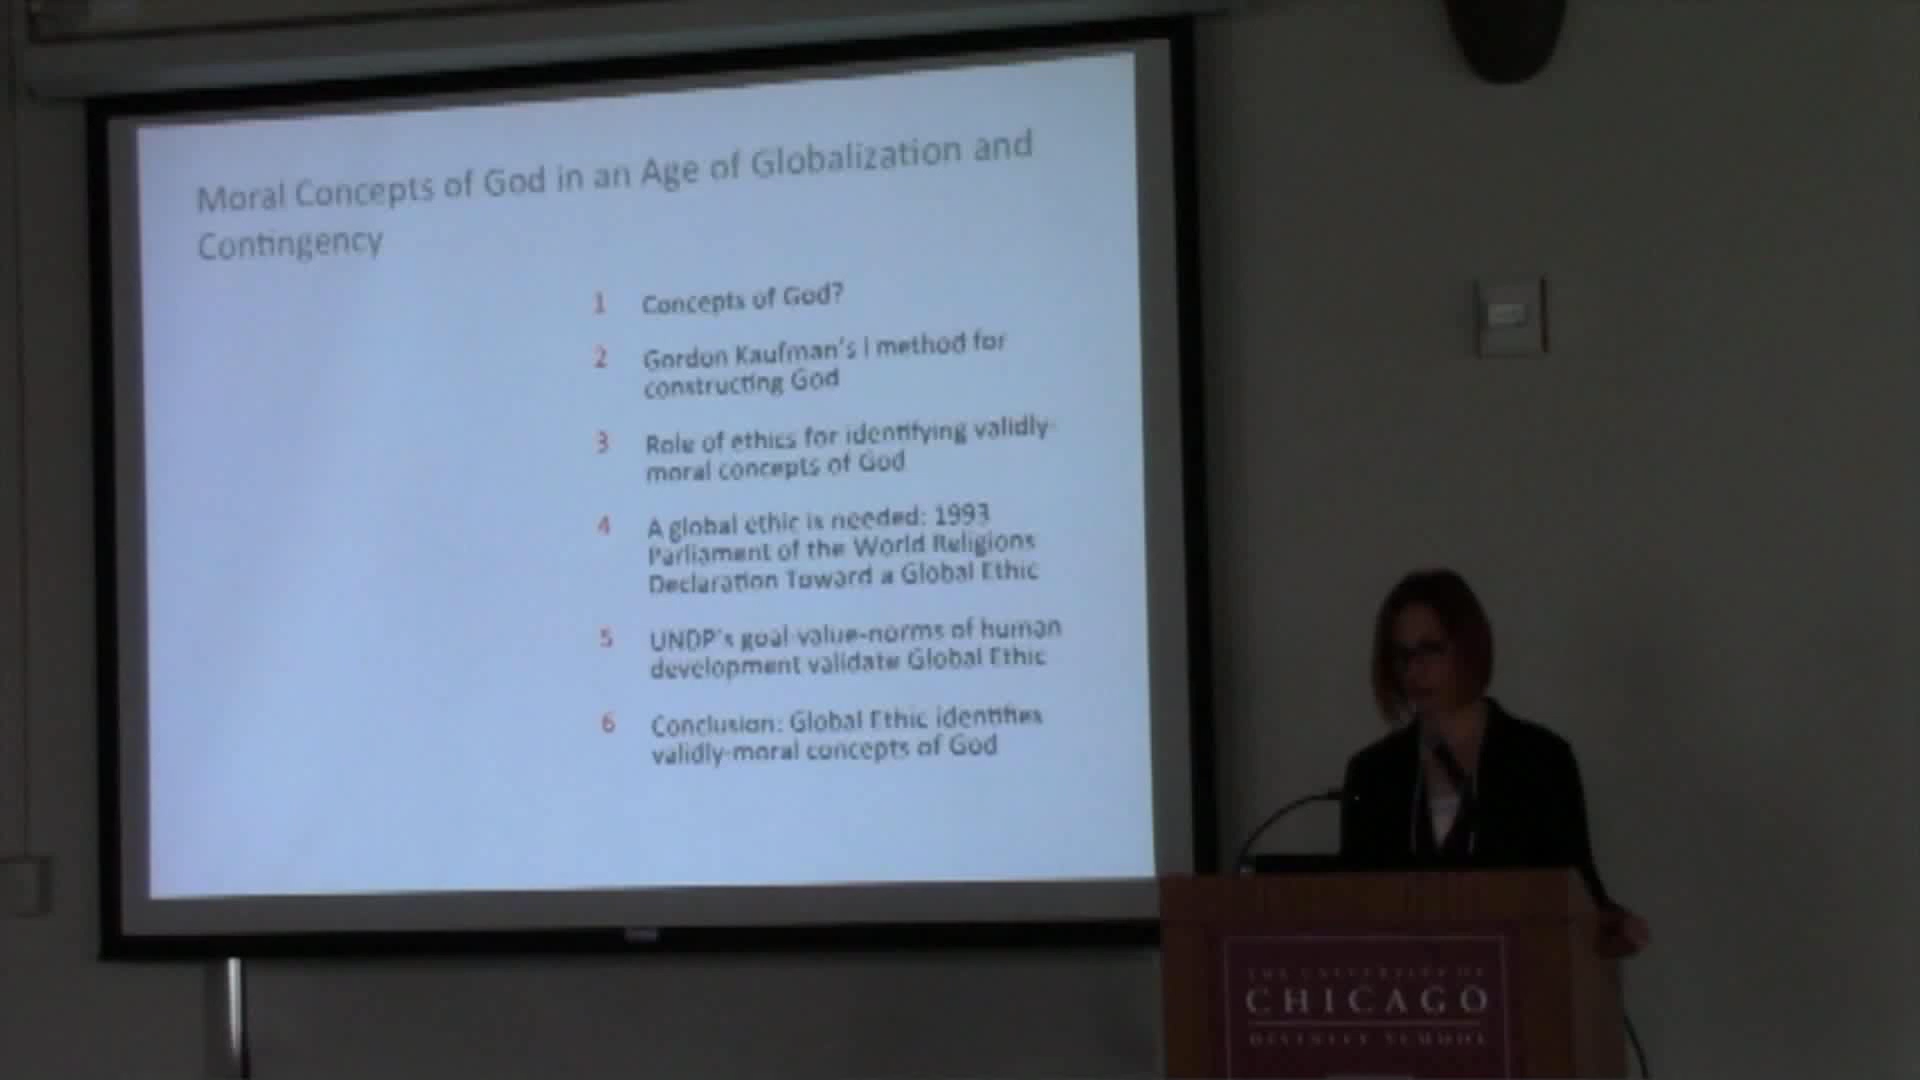 Moral Concepts of God in an Age of Globalization and
Contingency
1 Concepts of God?
2 Gordon Kaufman's i method for
constructing God
3 Role of ethics for identifying validly-
moral concepts of God
4 A global ethic is needed: 1993
Parliament of the World Religions
Declaration Toward a Global Ethic
5 UNDP's goal-value-norms of human
development validate Global Ethic
6 Conclusion: Global Ethic identifies
validly-moral concepts of God
THE UNIVERSITY OF
CHICAGO
DIVINITY SCHOOL